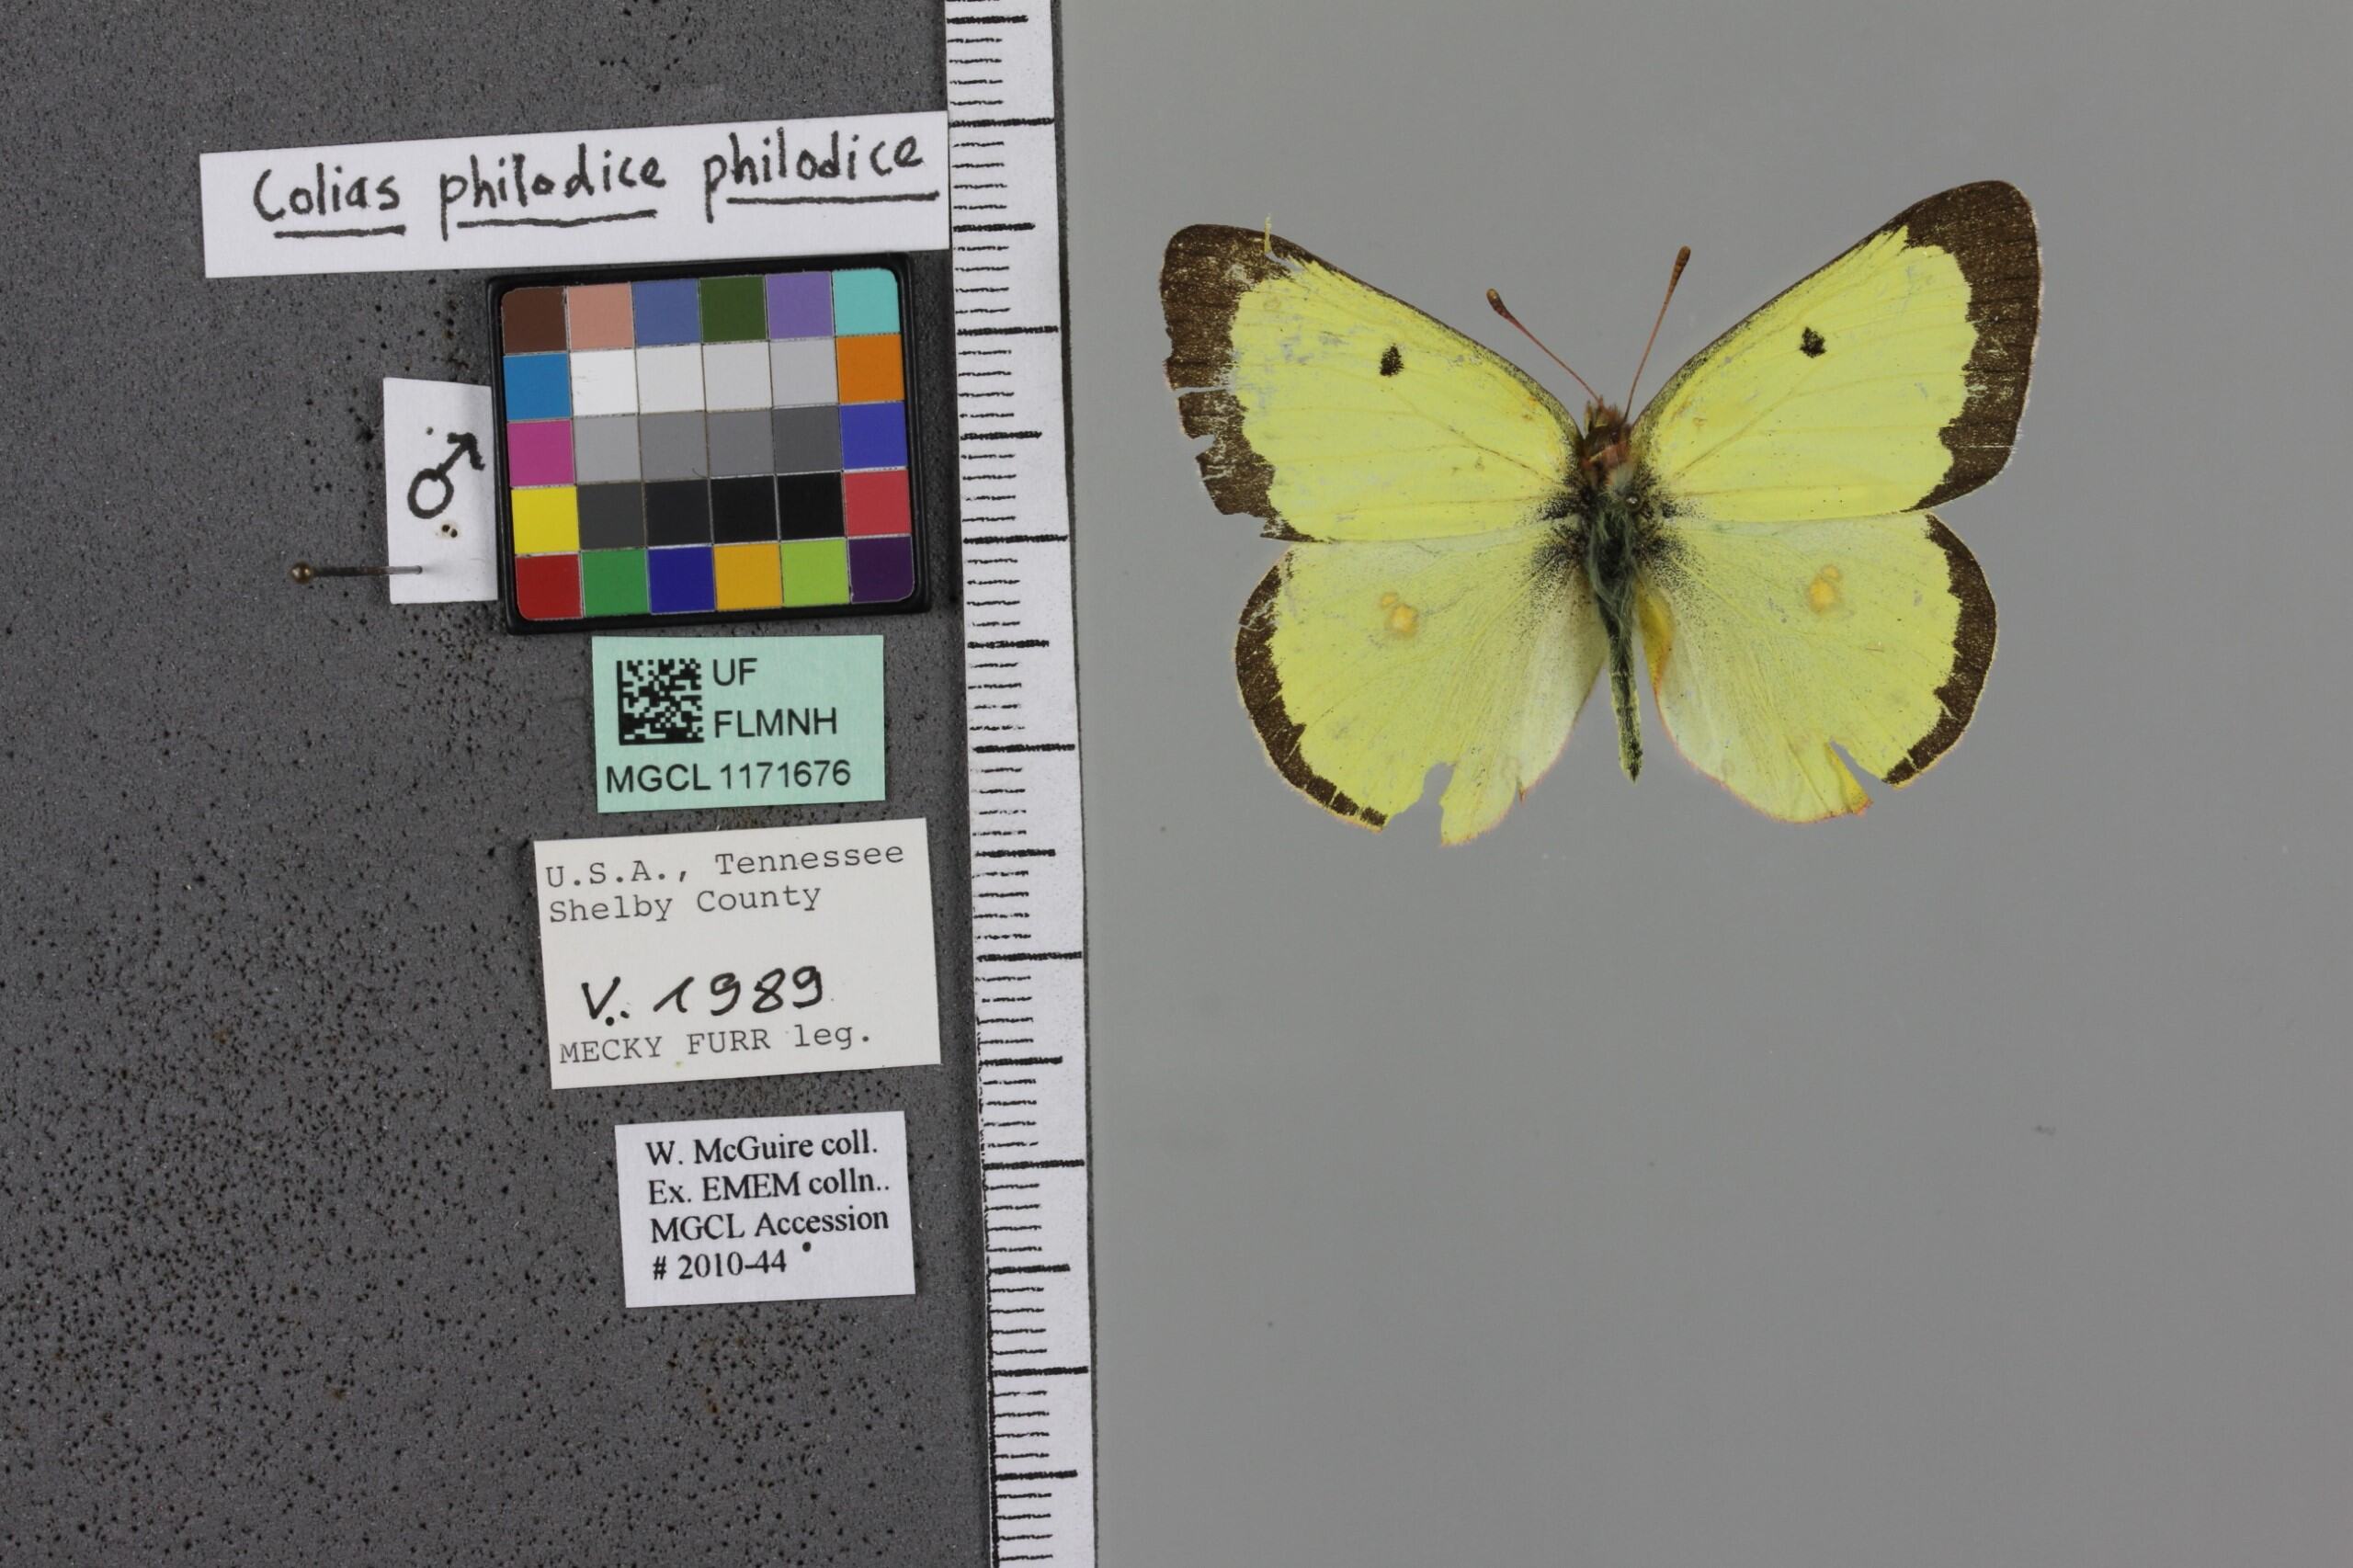 Colias philodice philodice
♂
UF
FLMNH
MGCL 1171676
U.S.A., Tennessee
Shelby County
V. 1989
MECKY FURR leg.
W. McGuire coll.
Ex. EMEM colln..
MGCL Accession
# 2010-44